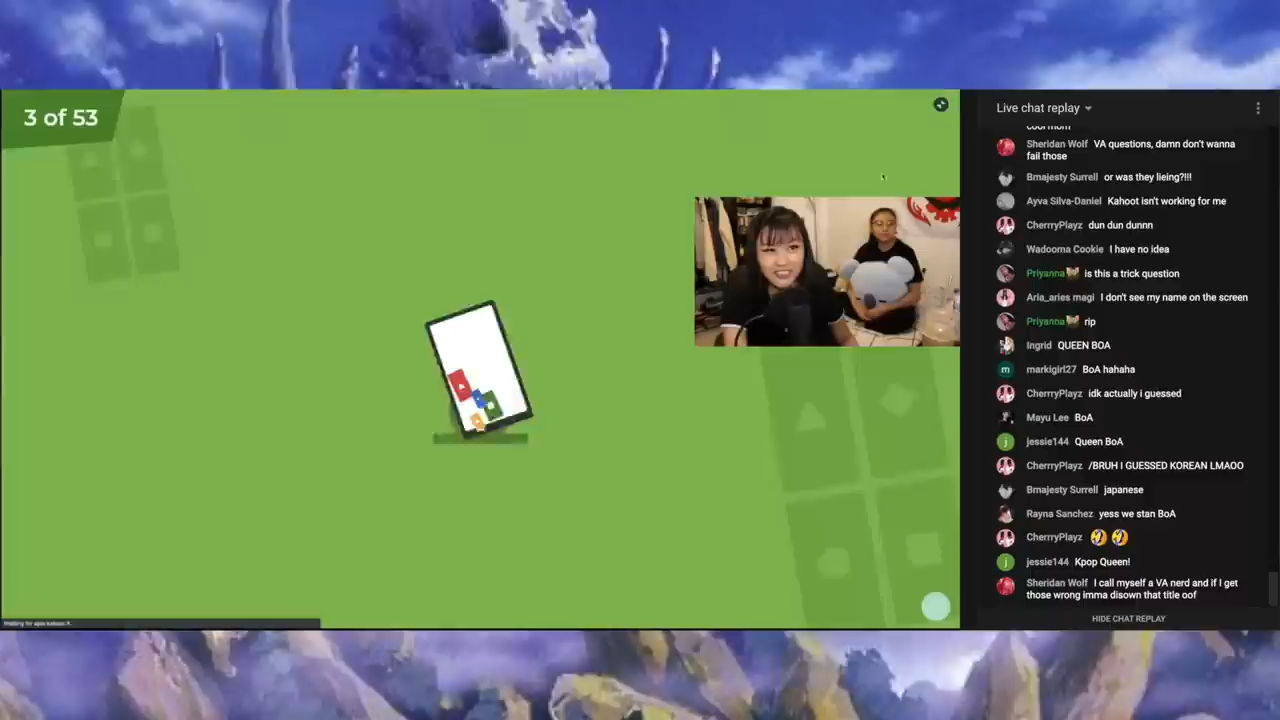 3 of 53
Live chat replay
Sheridan Wolf VA questions, damn don't wanna
fail those
Bmajesty Surrell or was they lieing?!!!
Ayva Silva-Daniel Kahoot isn't working for me
CherrryPlayz dun dun dunnn
Wadooma Cookie I have no idea
Priyanna is this a trick question
Aria_aries magi I don't see my name on the screen
Priyanna rip
Ingrid QUEEN BOA
markigirl27 BoA hahaha
CherrryPlayz idk actually i guessed
Mayu Lee BoA
jessie144 Queen BoA
CherrryPlayz /BRUH I GUESSED KOREAN LMAOO
Bmajesty Surrell japanese
Rayna Sanchez yess we stan BoA
CherrryPlayz
jessie144 Kpop Queen!
Sheridan Wolf I call myself a VA nerd and if I get
those wrong imma disown that title oof
HIDE CHAT REPLAY